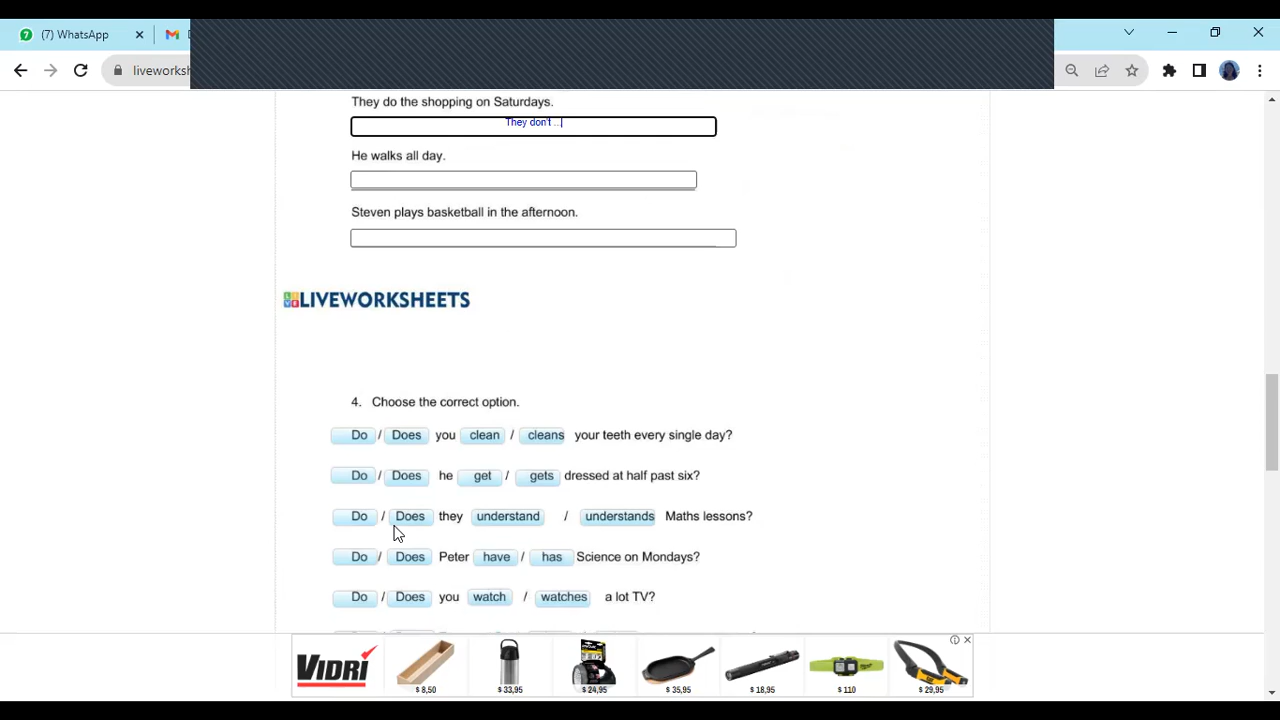 (7) WhatsApp
livework
They do the shopping on Saturdays.
They don't ...
He walks all day.
Steven plays basketball in the afternoon.
LIVEWORKSHEETS
4. Choose the correct option.
Do / Does you clean / cleans your teeth every single day?
Do / Does he get / gets dressed at half past six?
Do / Does they understand / understands Maths lessons?
Do / Does Peter have / has Science on Mondays?
Do / Does you watch / watches a lot TV?
VIDRI
$ 8,50
$ 33,95
$ 24,95
$ 35,95
$ 18,95
$ 110
$ 29,95